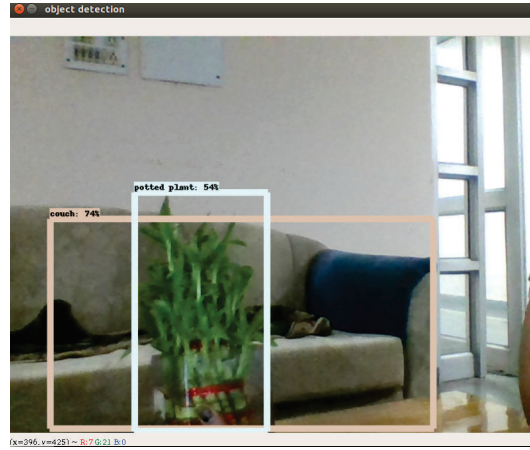 object detection
potted plant: 54%
couch: 74%
(x=396, y=425) ~ R:7 G:21 B:0